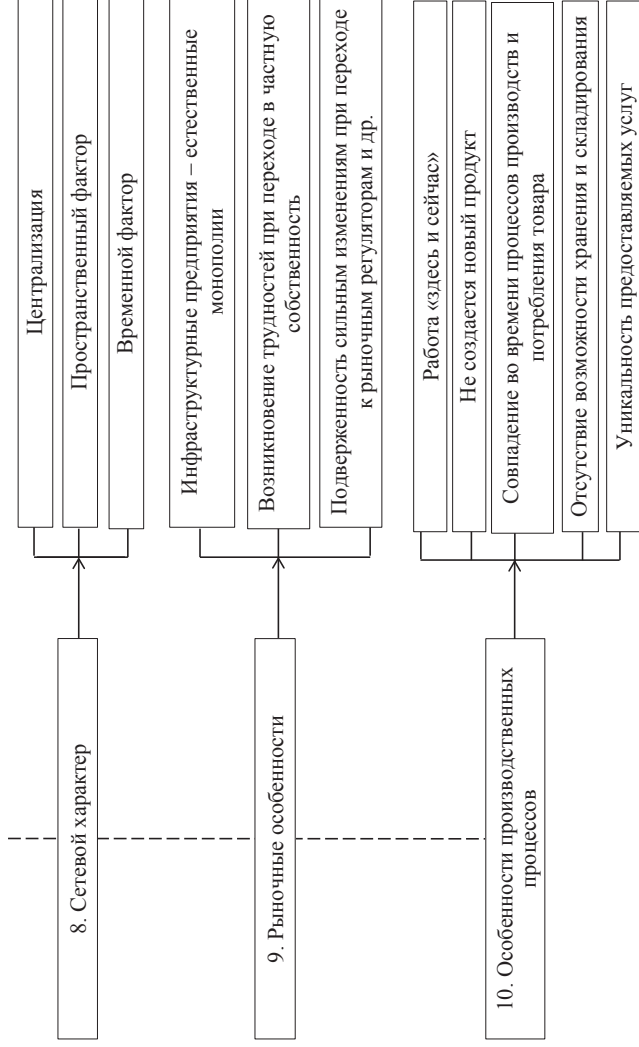 8. Сетевой характер
Централизация
Пространственный фактор
Временной фактор
9. Рыночные особенности
Инфраструктурные предприятия – естественные
монополии
Возникновение трудностей при переходе в частную
собственность
Подверженность сильным изменениям при переходе
к рыночным регуляторам и др.
10. Особенности производственных
процессов
Работа «здесь и сейчас»
Не создается новый продукт
Совпадение во времени процессов производств и
потребления товара
Отсутствие возможности хранения и складирования
Уникальность предоставляемых услуг